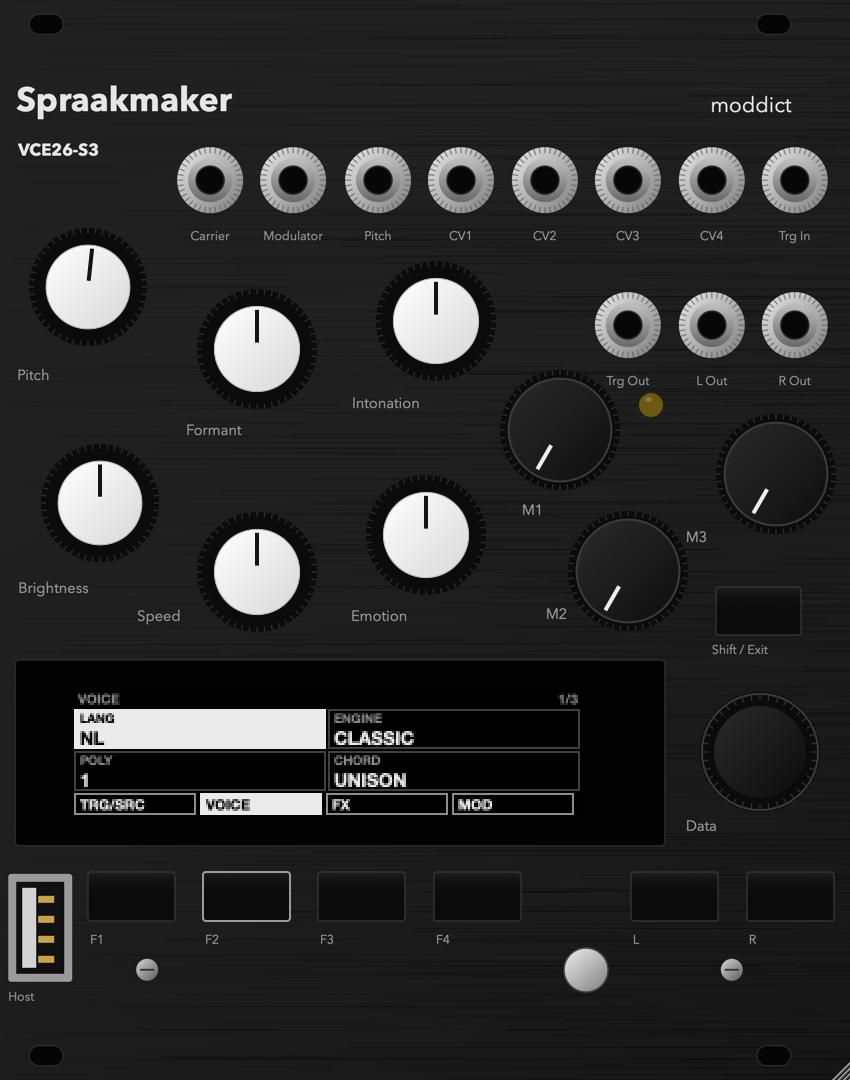 Spraakmaker
moddict
VCE26-S3
Carrier Modulator Pitch CV1 CV2 CV3 CV4 Trg In
Pitch
Formant
Intonation
Trg Out L Out R Out
M1
M3
Brightness
Speed
Emotion
M2
Shift / Exit
VOICE 1/3
LANG ENGINE
NL CLASSIC
POLY CHORD
1 UNISON
TRG/SRC VOICE FX MOD
Data
F1 F2 F3 F4 L R
Host